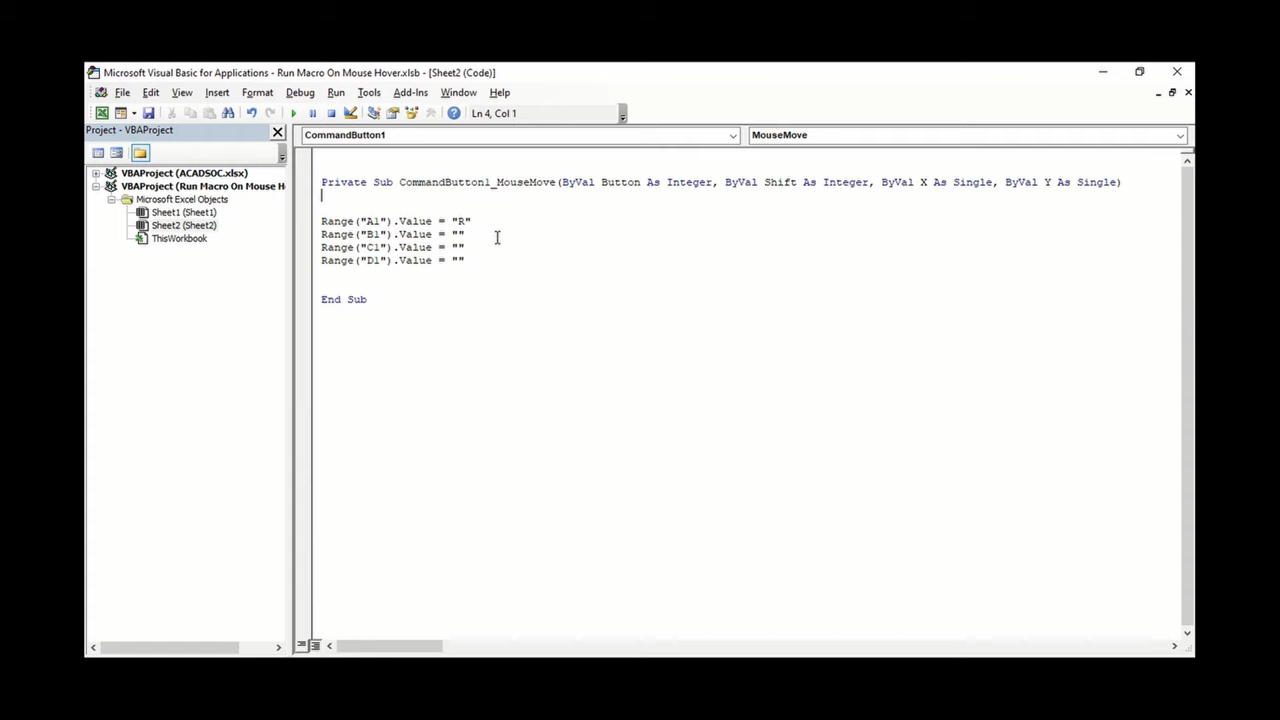 Microsoft Visual Basic for Applications - Run Macro On Mouse Hover.xlsb - [Sheet2 (Code)]
File Edit View Insert Format Debug Run Tools Add-Ins Window Help
Ln 4, Col 1
Project - VBAProject
CommandButton1
MouseMove
VBAProject (ACADSOC.xlsx)
VBAProject (Run Macro On Mouse H
Microsoft Excel Objects
Sheet1 (Sheet1)
Sheet2 (Sheet2)
ThisWorkbook
Private Sub CommandButton1_MouseMove(ByVal Button As Integer, ByVal Shift As Integer, ByVal X As Single, ByVal Y As Single)
Range("A1").Value = "R"
Range("B1").Value = ""
Range("C1").Value = ""
Range("D1").Value = ""
End Sub